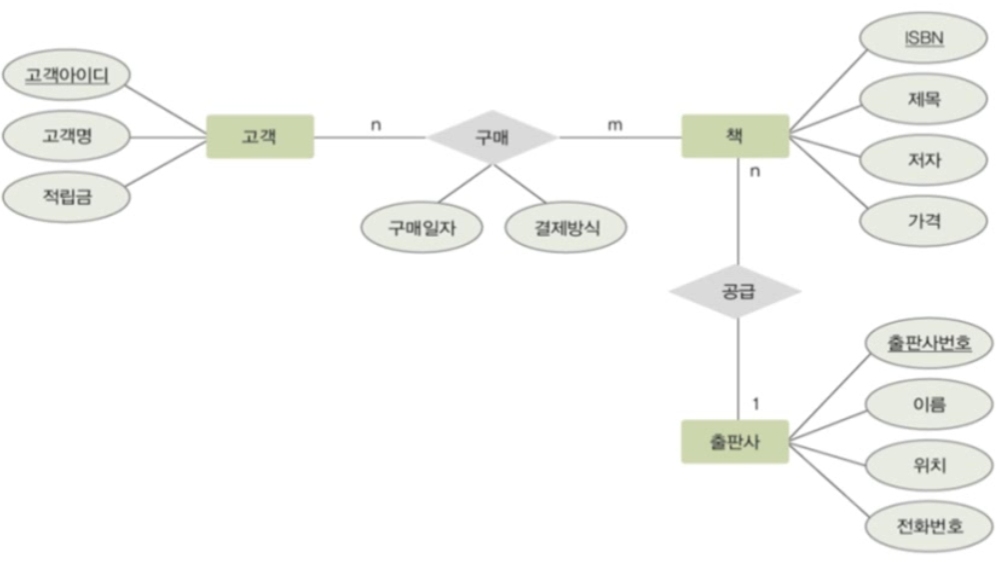 고객아이디
고객명
적립금
고객
n
구매
m
구매일자
결제방식
책
ISBN
제목
저자
가격
n
공급
1
출판사
출판사번호
이름
위치
전화번호